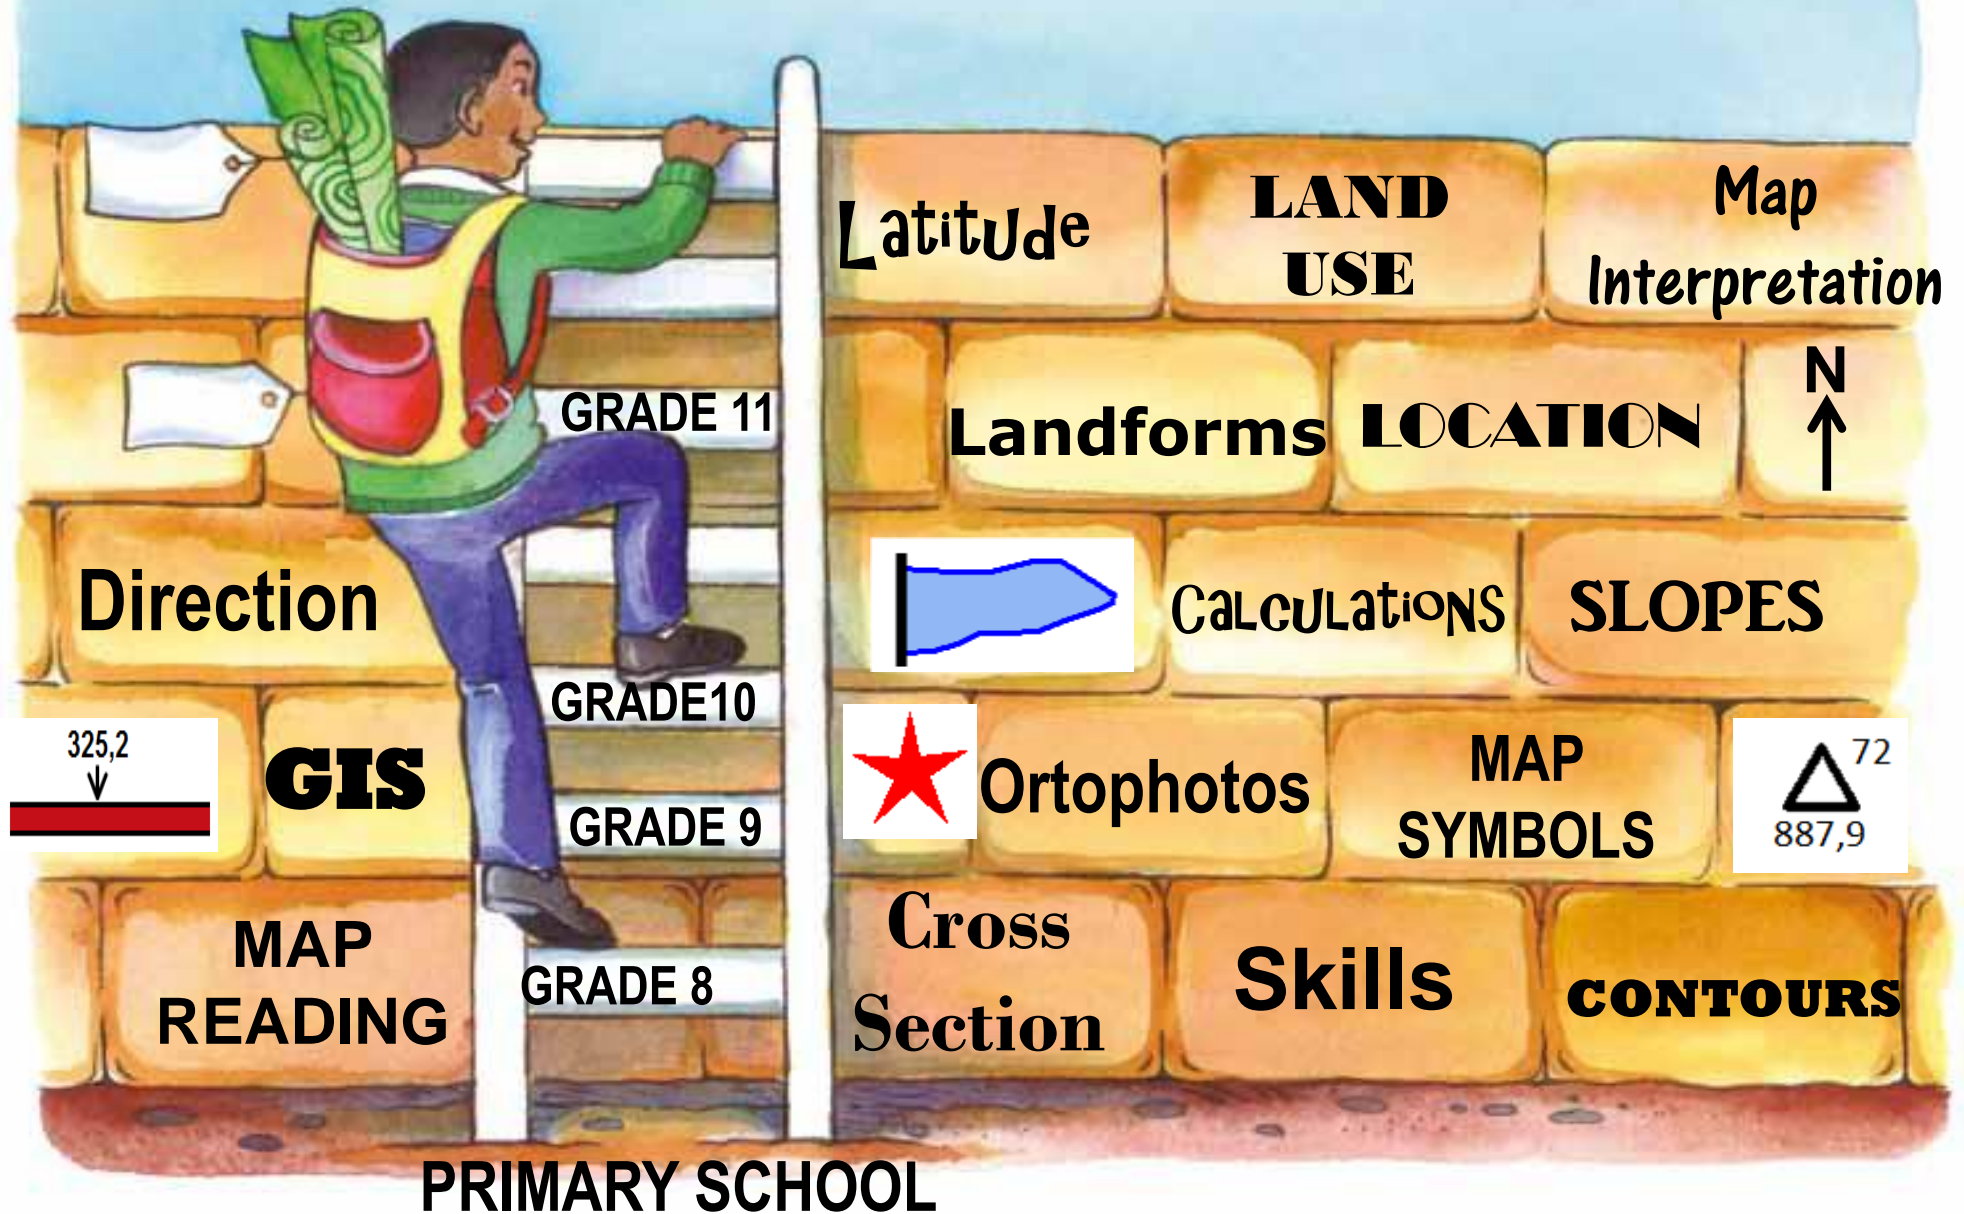 Latitude
LAND
USE
Map
Interpretation
N
GRADE 11
Landforms
LOCATION
Direction
CALCULATIONS
SLOPES
GRADE10
325,2
GIS
GRADE 9
Ortophotos
MAP
SYMBOLS
72
887,9
MAP
READING
GRADE 8
Cross
Section
Skills
CONTOURS
PRIMARY SCHOOL